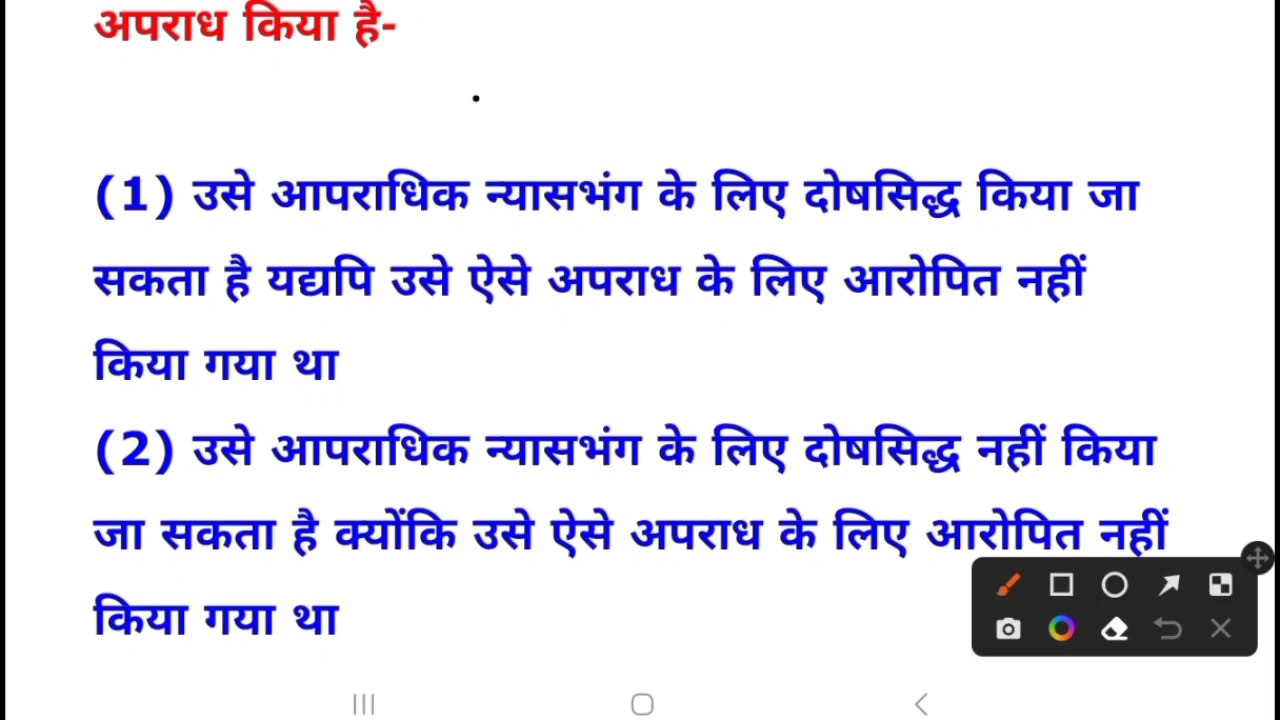 अपराध किया है-
(1) उसे आपराधिक न्यासभंग के लिए दोषसिद्ध किया जा
सकता है यद्यपि उसे ऐसे अपराध के लिए आरोपित नहीं
किया गया था
(2) उसे आपराधिक न्यासभंग के लिए दोषसिद्ध नहीं किया
जा सकता है क्योंकि उसे ऐसे अपराध के लिए आरोपित नहीं
किया गया था